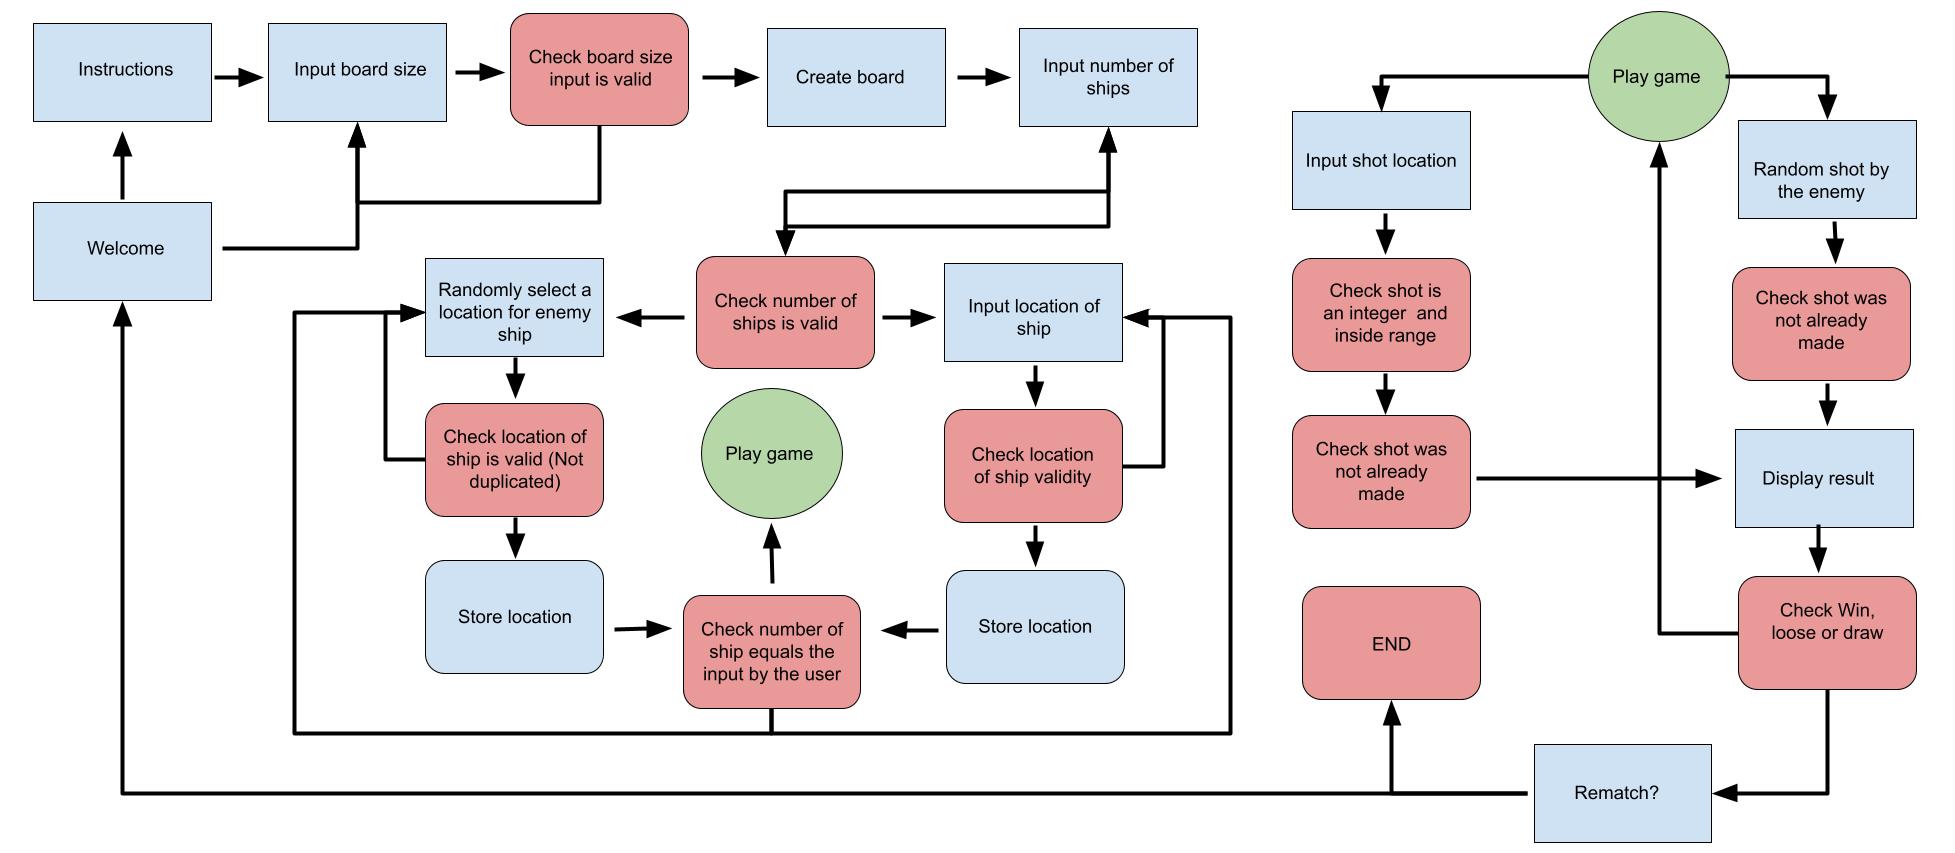 Instructions
Input board size
Check board size
input is valid
Create board
Input number of
ships
Welcome
Randomly select a
location for enemy
ship
Check number of
ships is valid
Input location of
ship
Check location of
ship is valid (Not
duplicated)
Play game
Check location
of ship validity
Store location
Check number of
ship equals the
input by the user
Store location
Play game
Input shot location
Random shot by
the enemy
Check shot is
an integer and
inside range
Check shot was
not already
made
Check shot was
not already
made
Display result
END
Check Win,
loose or draw
Rematch?